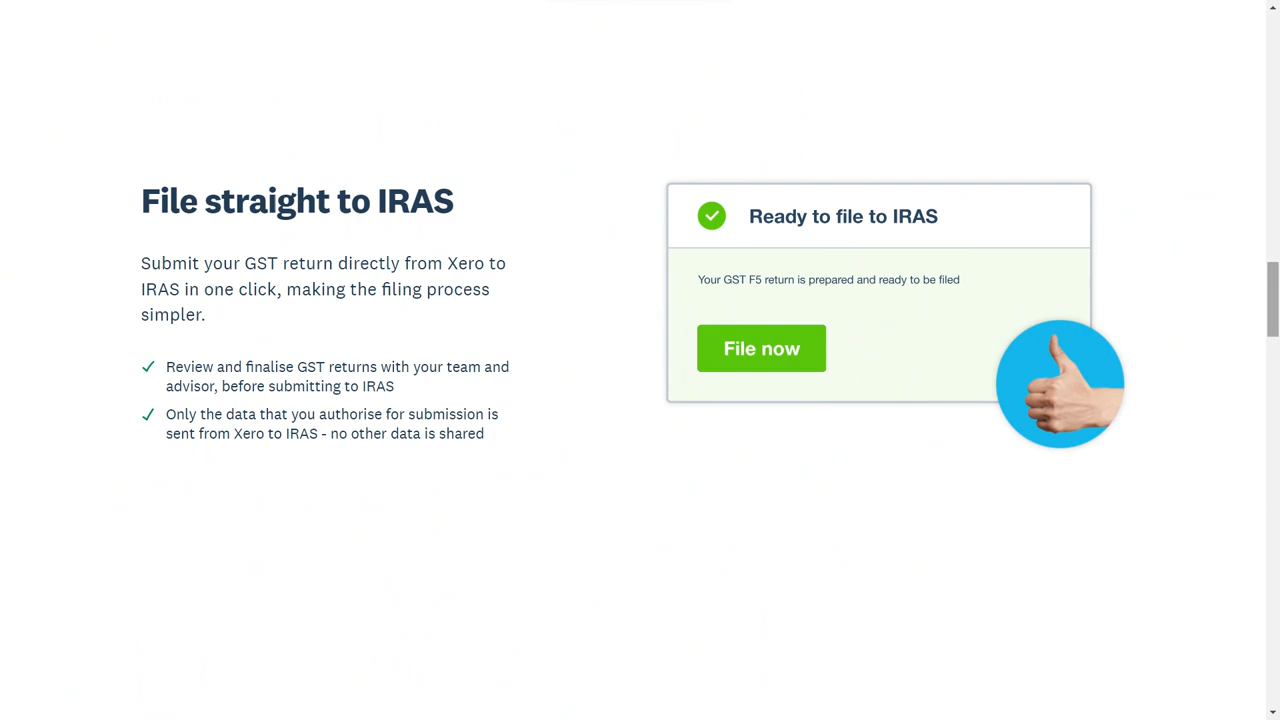 File straight to IRAS
Submit your GST return directly from Xero to
IRAS in one click, making the filing process
simpler.
Review and finalise GST returns with your team and
advisor, before submitting to IRAS
Only the data that you authorise for submission is
sent from Xero to IRAS - no other data is shared
Ready to file to IRAS
Your GST F5 return is prepared and ready to be filed
File now